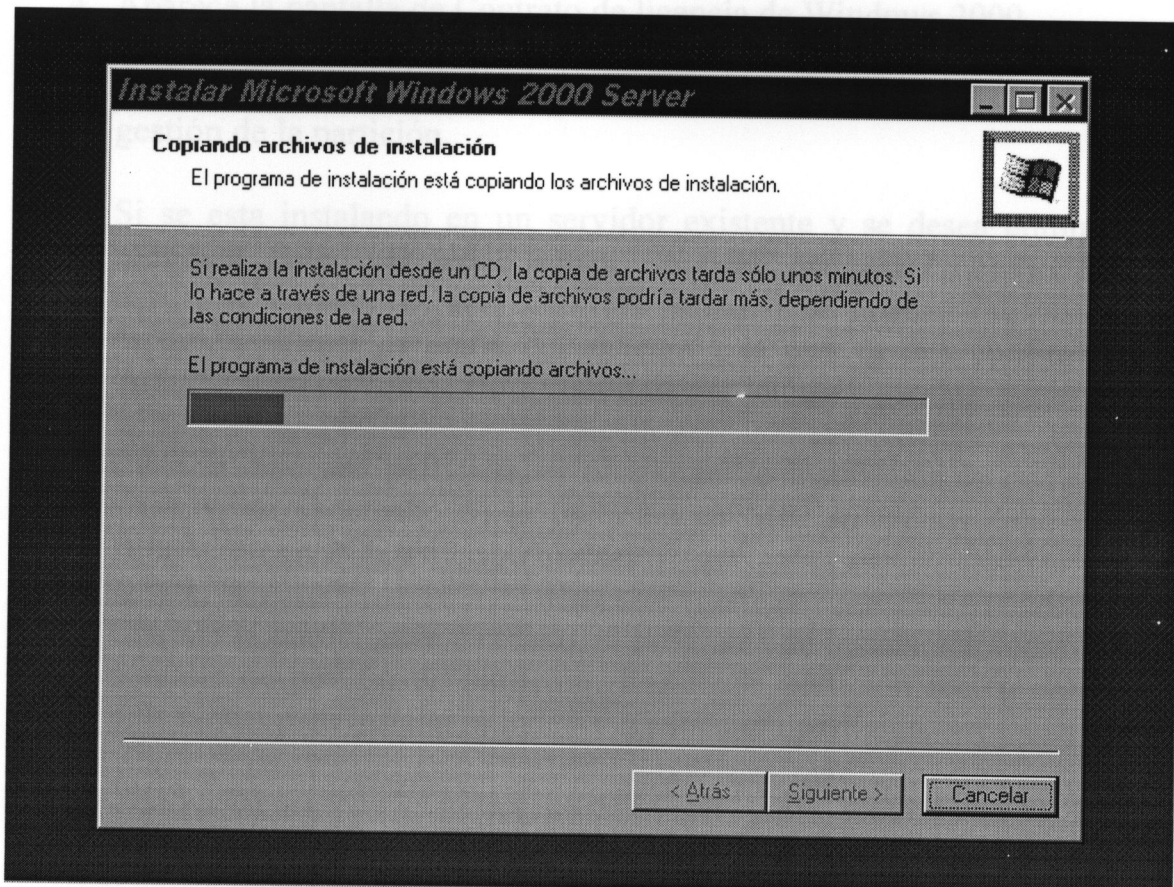 Instalar Microsoft Windows 2000 Server
Copiando archivos de instalación
El programa de instalación está copiando los archivos de instalación.
Si realiza la instalación desde un CD, la copia de archivos tarda sólo unos minutos. Si
lo hace a través de una red, la copia de archivos podría tardar más, dependiendo de
las condiciones de la red.
El programa de instalación está copiando archivos...
< Atrás
Siguiente >
Cancelar